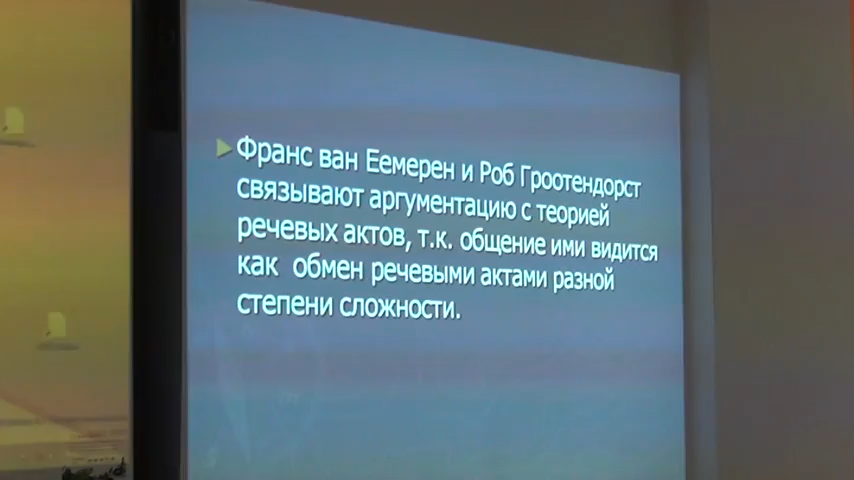 Франс ван Еемерен и Роб Гроотендорст
связывают аргументацию с теорией
речевых актов, т.к. общение ими видится
как обмен речевыми актами разной
степени сложности.